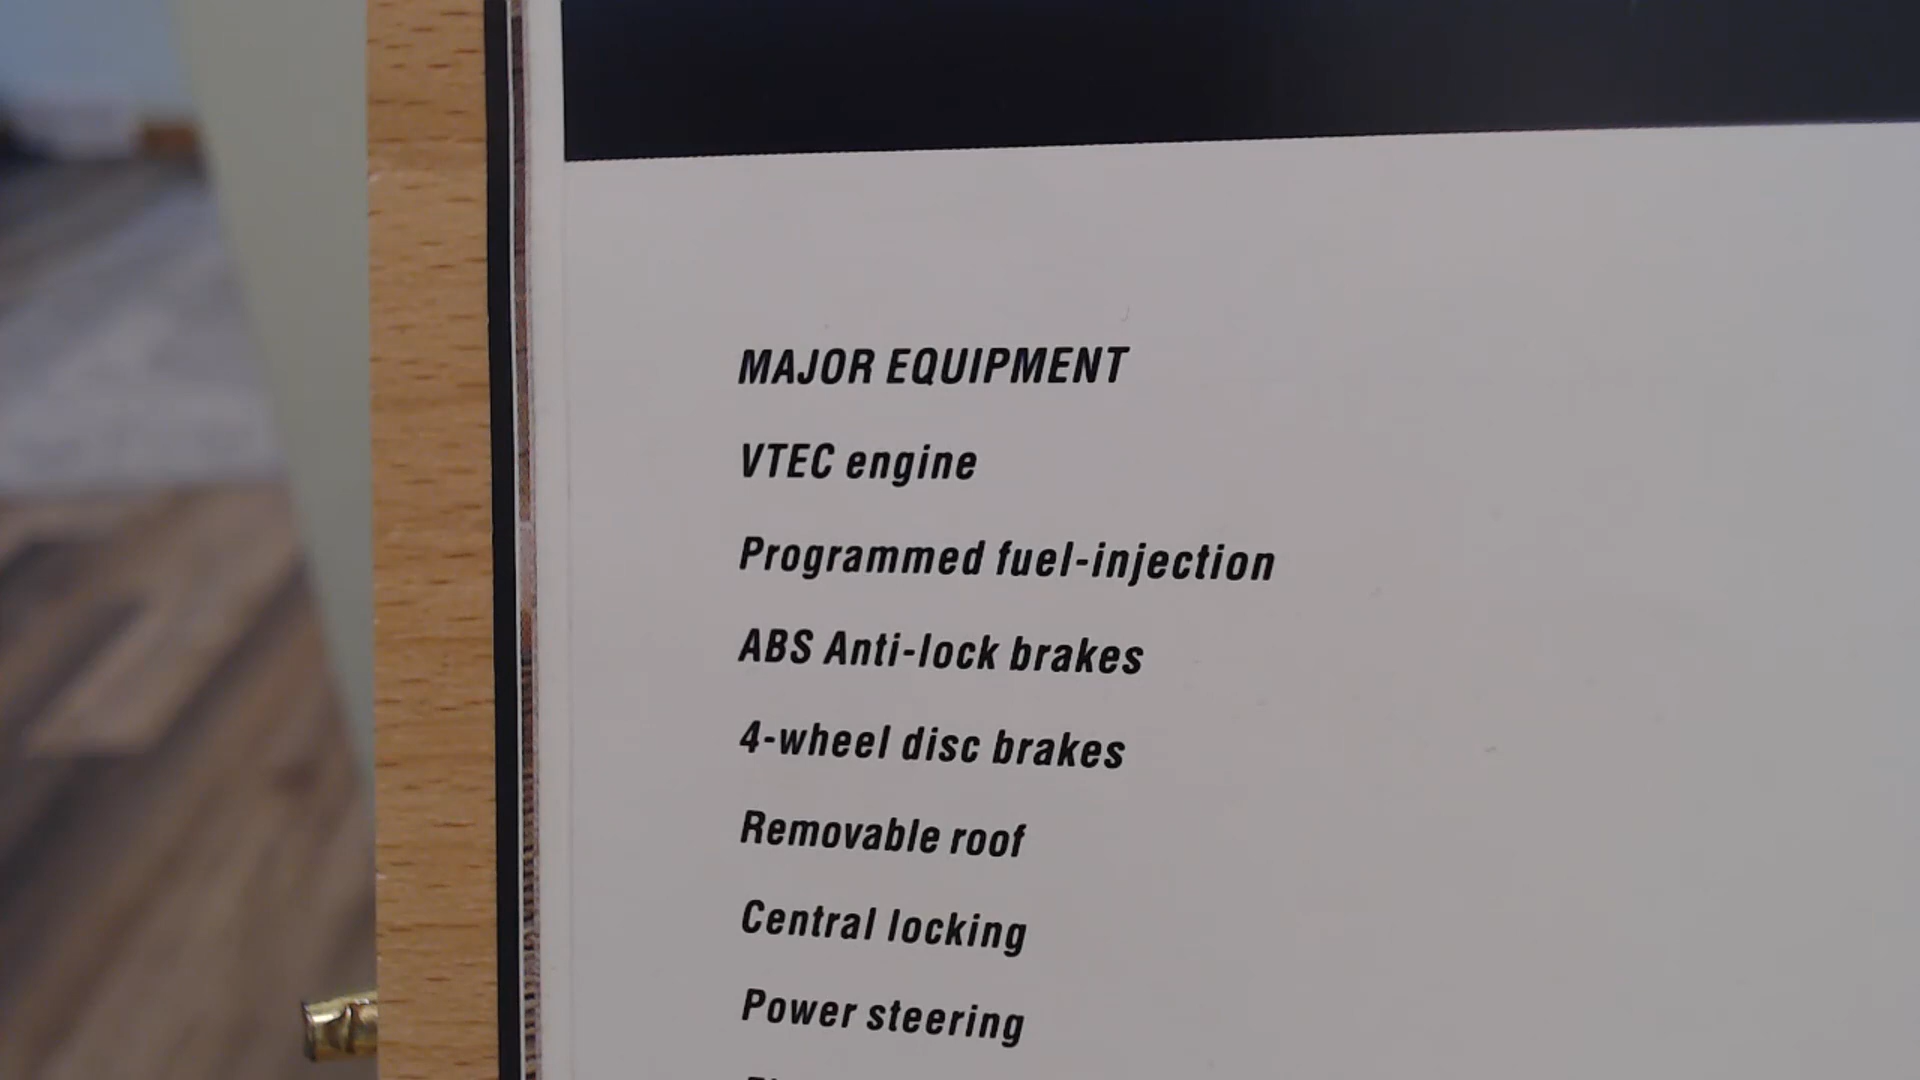 MAJOR EQUIPMENT
VTEC engine
Programmed fuel-injection
ABS Anti-lock brakes
4-wheel disc brakes
Removable roof
Central locking
Power steering